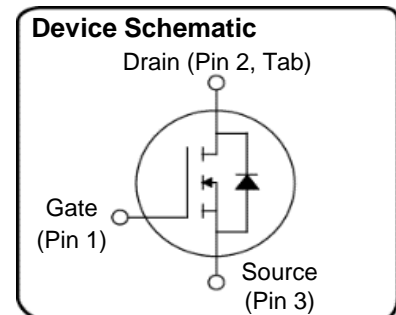 Device Schematic
Drain (Pin 2, Tab)
Gate
(Pin 1)
Source
(Pin 3)